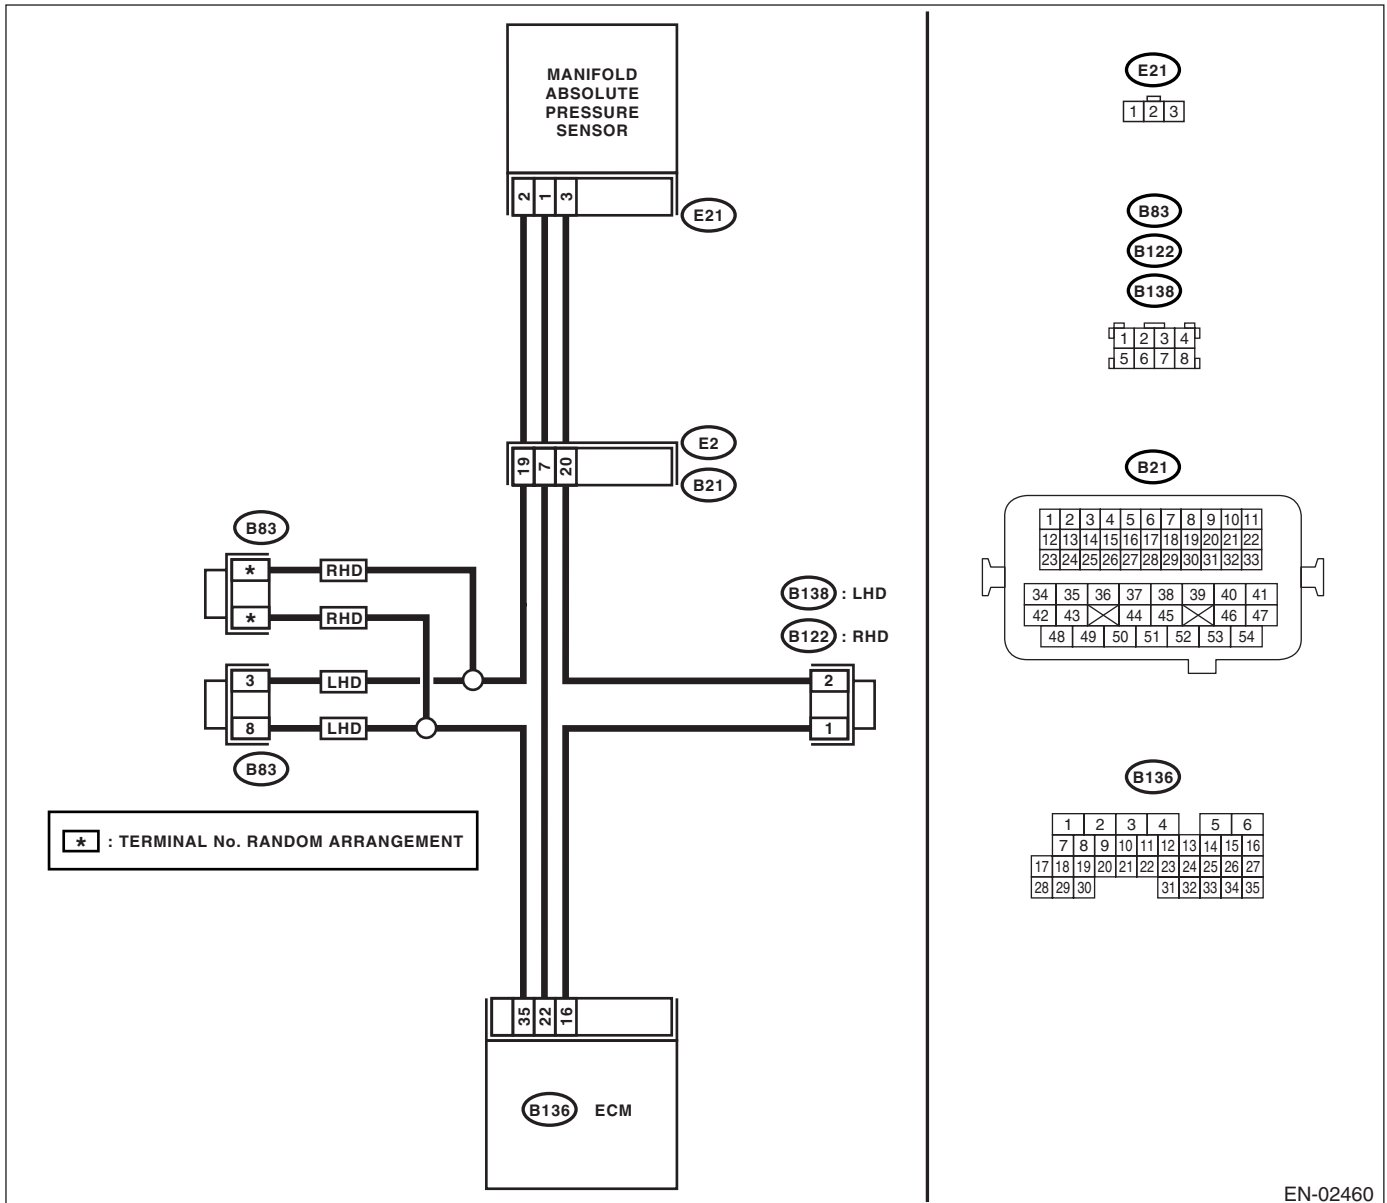 MANIFOLD
ABSOLUTE
PRESSURE
SENSOR
2 1 3
E21
E2
19 7 20
B21
B83
* RHD
* RHD
B138 : LHD
B122 : RHD
3 LHD
8 LHD
2
1
B83
* : TERMINAL No. RANDOM ARRANGEMENT
35 22 16
B136 ECM
E21
1 2 3
B83
B122
B138
1 2 3 4
5 6 7 8
B21
1 2 3 4 5 6 7 8 9 10 11
12 13 14 15 16 17 18 19 20 21 22
23 24 25 26 27 28 29 30 31 32 33
34 35 36 37 38 39 40 41
42 43 44 45 46 47
48 49 50 51 52 53 54
B136
1 2 3 4 5 6
7 8 9 10 11 12 13 14 15 16
17 18 19 20 21 22 23 24 25 26 27
28 29 30 31 32 33 34 35
EN-02460